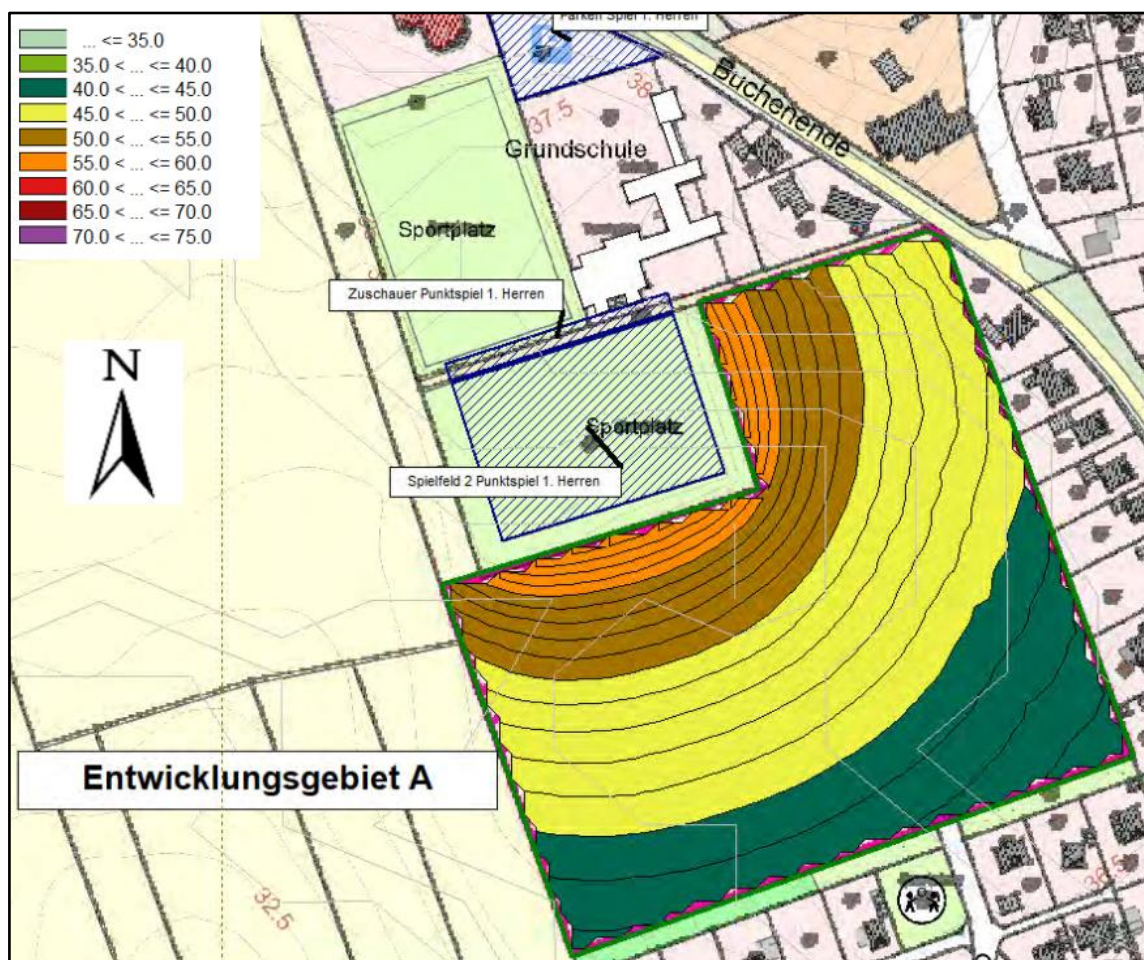 ... <= 35.0
35.0 < ... <= 40.0
40.0 < ... <= 45.0
45.0 < ... <= 50.0
50.0 < ... <= 55.0
55.0 < ... <= 60.0
60.0 < ... <= 65.0
65.0 < ... <= 70.0
70.0 < ... <= 75.0
Parken Spiel 1. Herren
Buchenende
38
37.5
Grundschule
Sportplatz
Zuschauer Punktspiel 1. Herren
N
Sportplatz
Spielfeld 2 Punktspiel 1. Herren
Entwicklungsgebiet A
32.5
36.5